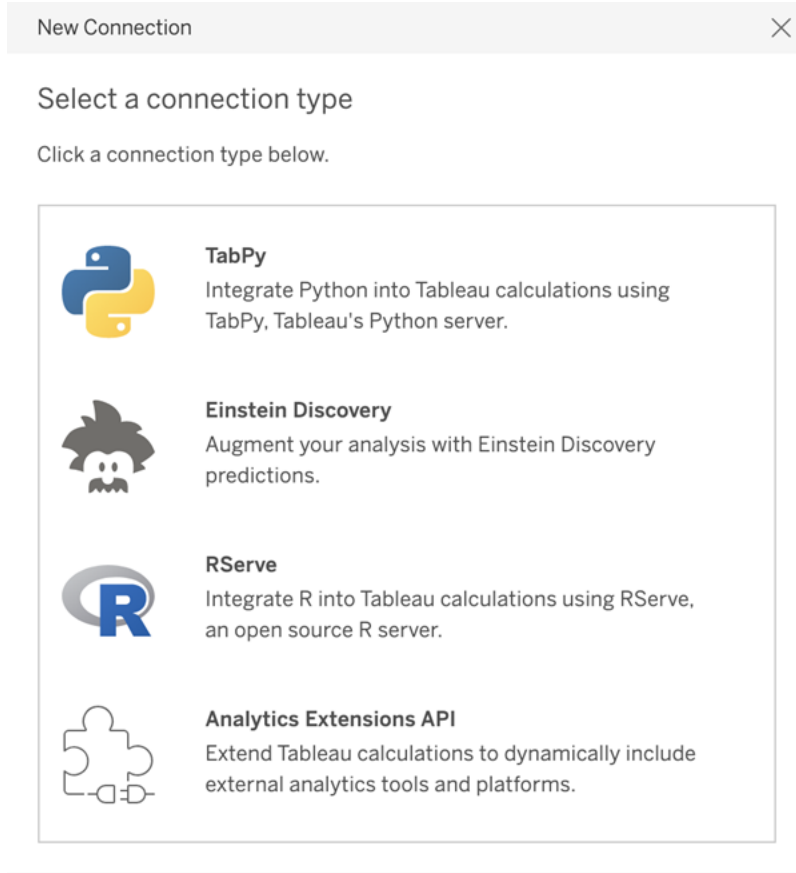 New Connection
Select a connection type
Click a connection type below.
TabPy
Integrate Python into Tableau calculations using
TabPy, Tableau's Python server.
Einstein Discovery
Augment your analysis with Einstein Discovery
predictions.
R
RServe
Integrate R into Tableau calculations using RServe,
an open source R server.
Analytics Extensions API
Extend Tableau calculations to dynamically include
external analytics tools and platforms.